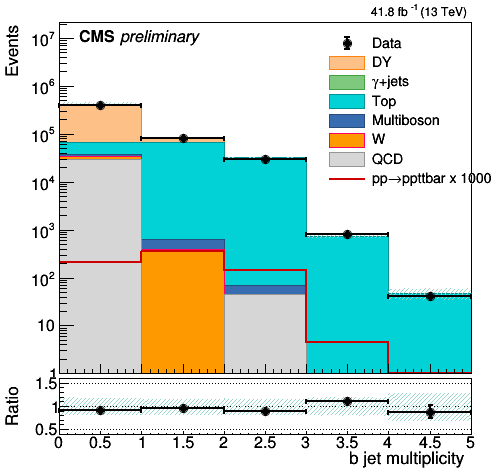 41.8 fb⁻¹ (13 TeV)
CMS preliminary
Events
10⁷
10⁶
10⁵
10⁴
10³
10²
10
1
Data
DY
γ+jets
Top
Multiboson
W
QCD
pp→ppttbar x 1000
Ratio
1.5
1
0.5
0 0.5 1 1.5 2 2.5 3 3.5 4 4.5 5
b jet multiplicity